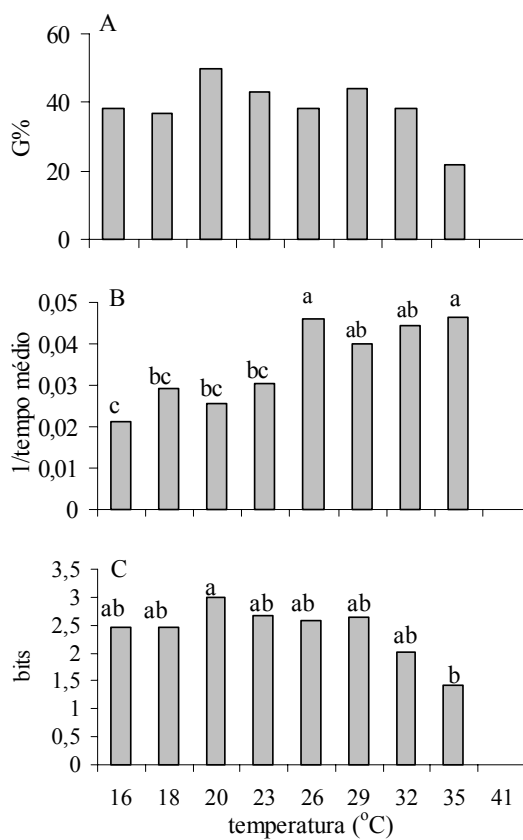 A
60
40
20
0
G%
B
0,05
0,04
0,03
0,02
0,01
0
1/tempo médio
c
bc
bc
bc
a
ab
ab
a
C
3,5
3
2,5
2
1,5
1
0,5
0
bits
ab
ab
a
ab
ab
ab
ab
b
16 18 20 23 26 29 32 35 41
temperatura (°C)